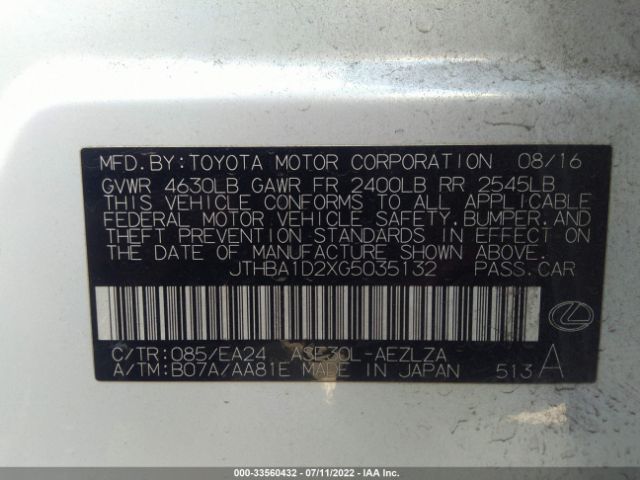 MFD.BY:TOYOTA MOTOR CORPORATION 08/16
GVWR 4630LB GAWR FR 2400LB RR 2545LB
THIS VEHICLE CONFORMS TO ALL APPLICABLE
FEDERAL MOTOR VEHICLE SAFETY,BUMPER,AND
THEFT PREVENTION STANDARDS IN EFFECT ON
THE DATE OF MANUFACTURE SHOWN ABOVE.
JTHBA1D2XG5035132 PASS.CAR
C/TR:085/EA24 ASE30L-AEZLZA
A/TM:B07A/AA81E MADE IN JAPAN 513 A
000-33560432 - 07/11/2022 - IAA Inc.